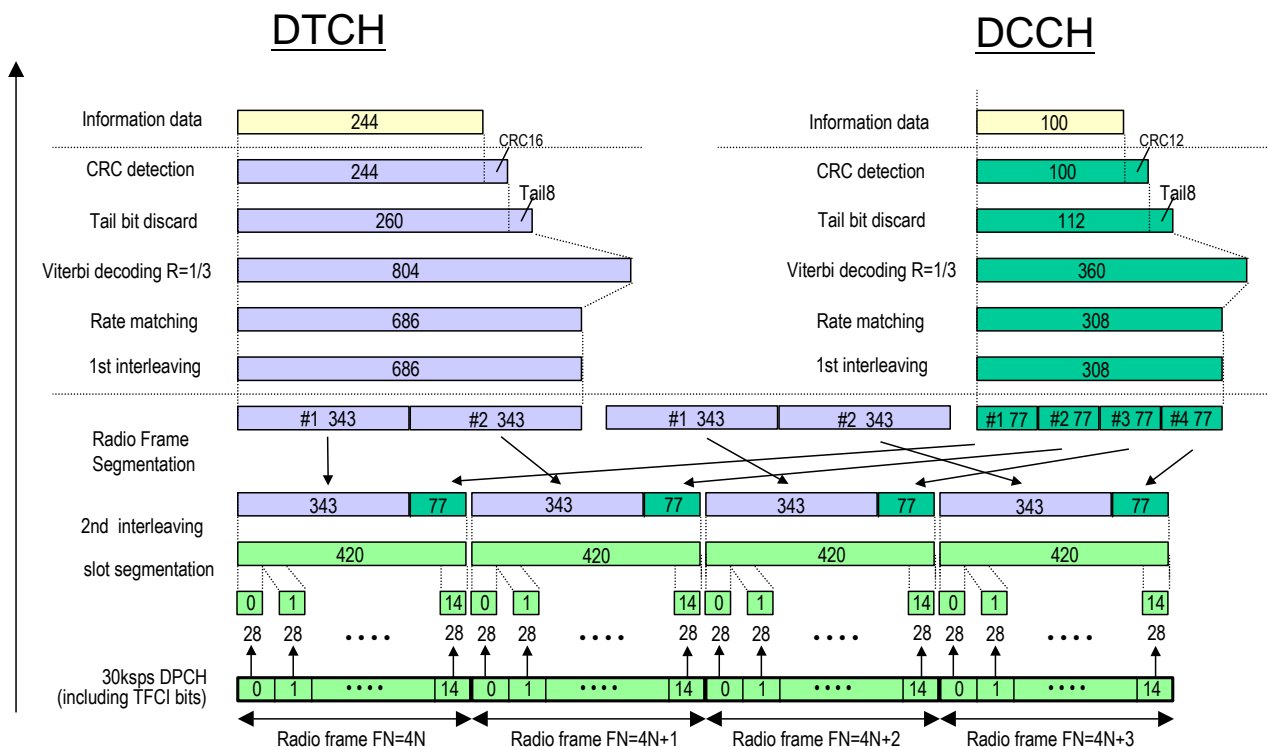 DTCH DCCH
Information data 244 Information data 100
CRC16 CRC12
CRC detection 244 CRC detection 100
Tail8 Tail8
Tail bit discard 260 Tail bit discard 112
Viterbi decoding R=1/3 804 Viterbi decoding R=1/3 360
Rate matching 686 Rate matching 308
1st interleaving 686 1st interleaving 308
#1 343 #2 343 #1 343 #2 343 #1 77 #2 77 #3 77 #4 77
Radio Frame
Segmentation
343 77 343 77 343 77 343 77
2nd interleaving
420 420 420 420
slot segmentation
0 1 14 0 1 14 0 1 14 0 1 14
28 28 •••• 28 28 28 •••• 28 28 28 •••• 28 28 28 •••• 28
30ksps DPCH
(including TFCI bits)
0 1 •••• 14 0 1 •••• 14 0 1 •••• 14 0 1 •••• 14
Radio frame FN=4N Radio frame FN=4N+1 Radio frame FN=4N+2 Radio frame FN=4N+3